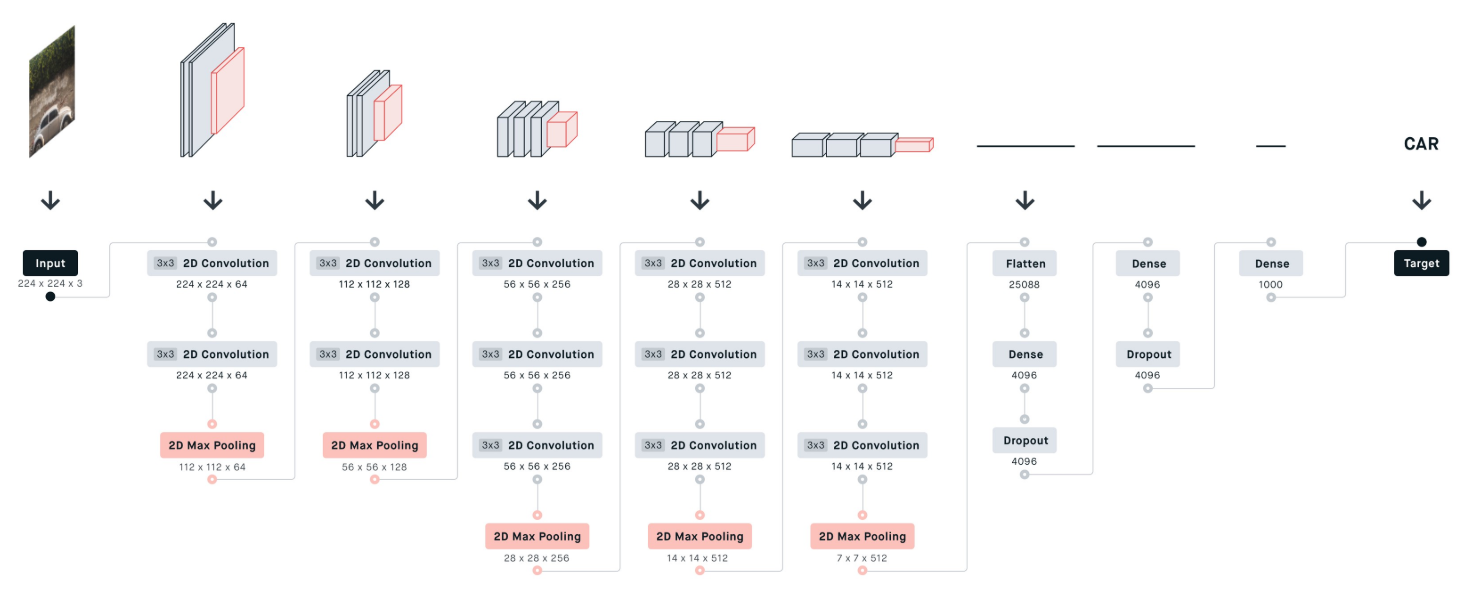 CAR
Input
224 x 224 x 3
3x3 2D Convolution
224 x 224 x 64
3x3 2D Convolution
224 x 224 x 64
2D Max Pooling
112 x 112 x 64
3x3 2D Convolution
112 x 112 x 128
3x3 2D Convolution
112 x 112 x 128
2D Max Pooling
56 x 56 x 128
3x3 2D Convolution
56 x 56 x 256
3x3 2D Convolution
56 x 56 x 256
3x3 2D Convolution
56 x 56 x 256
2D Max Pooling
28 x 28 x 256
3x3 2D Convolution
28 x 28 x 512
3x3 2D Convolution
28 x 28 x 512
3x3 2D Convolution
28 x 28 x 512
2D Max Pooling
14 x 14 x 512
3x3 2D Convolution
14 x 14 x 512
3x3 2D Convolution
14 x 14 x 512
3x3 2D Convolution
14 x 14 x 512
2D Max Pooling
7 x 7 x 512
Flatten
25088
Dense
4096
Dropout
4096
Dense
4096
Dropout
4096
Dense
1000
Target